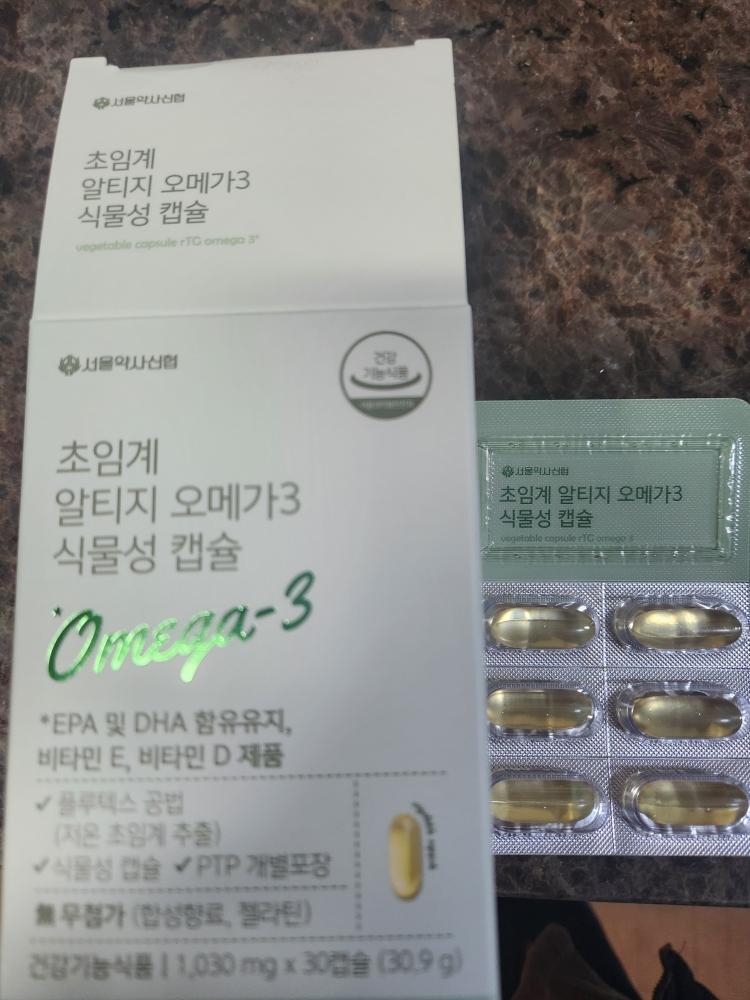 서울약사신협
초임계
알티지 오메가3
식물성 캡슐
vegetable capsule rTG omega 3*
서울약사신협
건강
기능식품
초임계
알티지 오메가3
식물성 캡슐
*Omega-3
*EPA 및 DHA 함유유지,
비타민 E, 비타민 D 제품
✓ 플루텍스 공법
(저온 초임계 추출)
✓ 식물성 캡슐 ✓ PTP 개별포장
無 무첨가 (합성향료, 젤라틴)
건강기능식품 | 1,030 mg x 30캡슐 (30.9 g)
서울약사신협
초임계 알티지 오메가3
식물성 캡슐
vegetable capsule rTG omega 3